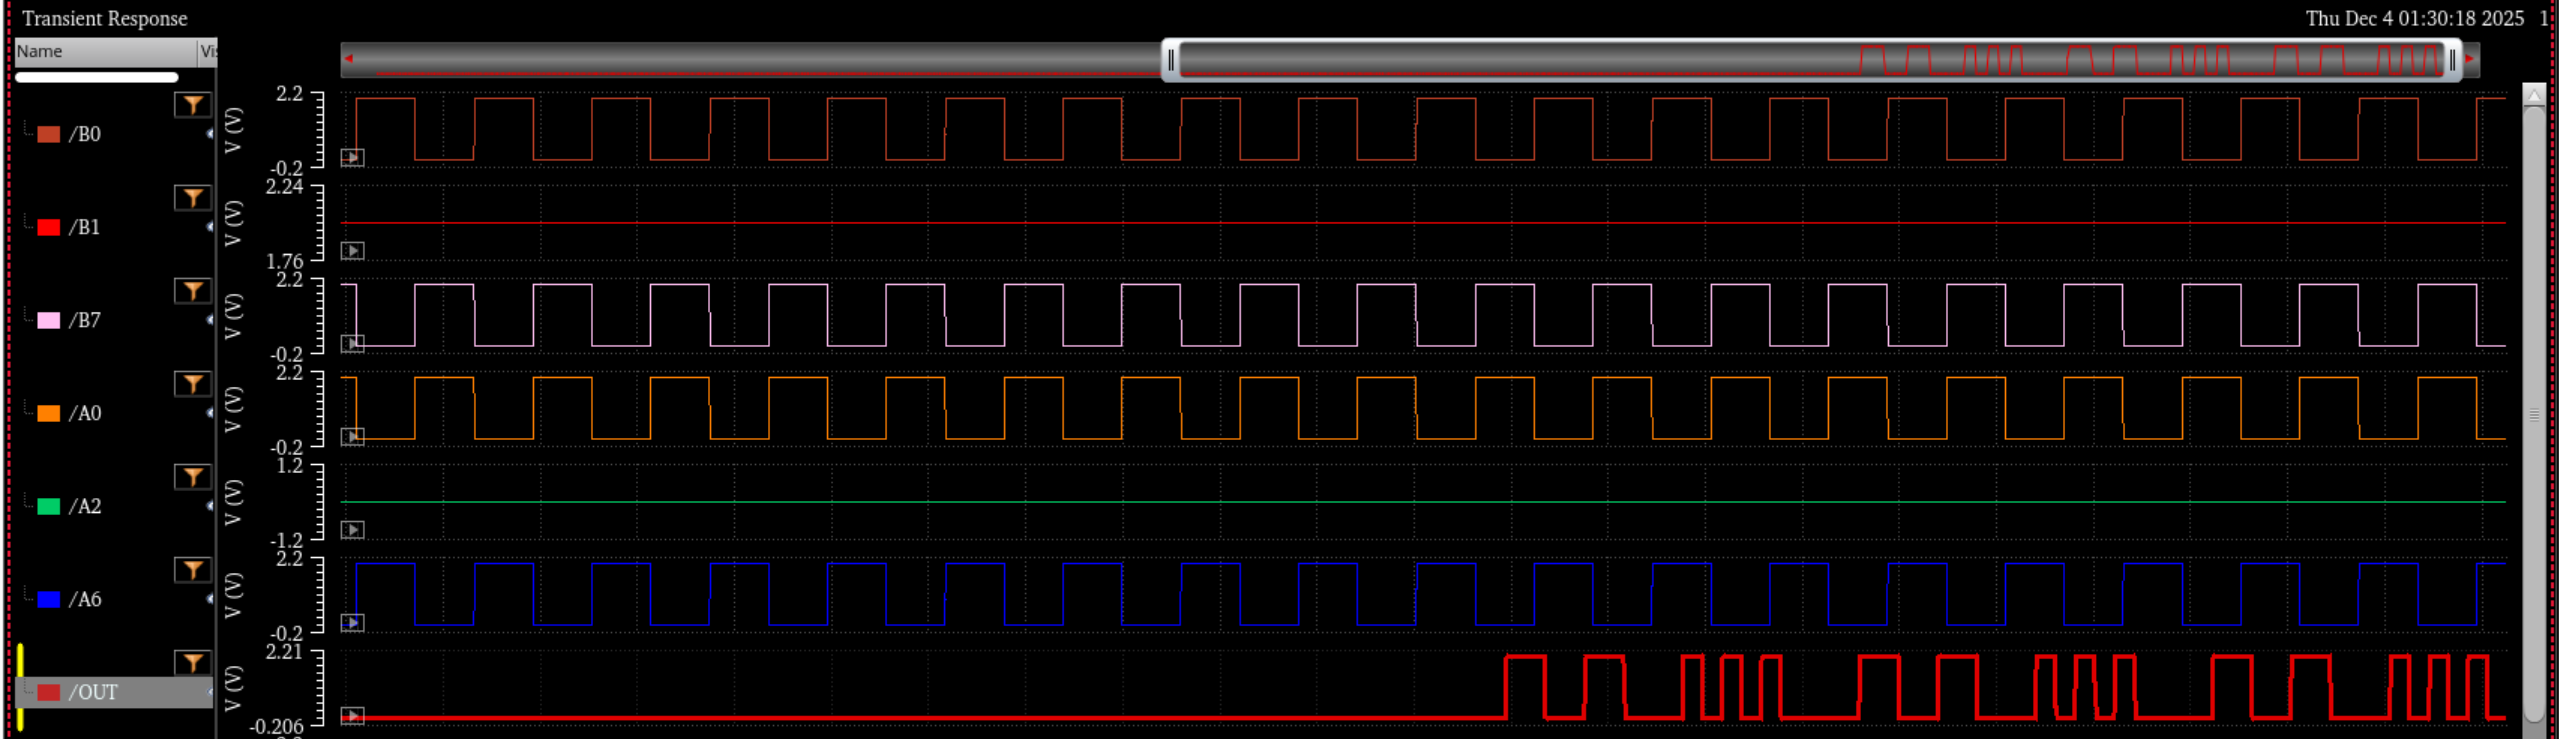 Transient Response
Thu Dec 4 01:30:18 2025 1
Name Vis
/B0
V (V)
2.2
-0.2
/B1
V (V)
2.24
1.76
/B7
V (V)
2.2
-0.2
/A0
V (V)
2.2
-0.2
/A2
V (V)
1.2
-1.2
/A6
V (V)
2.2
-0.2
/OUT
V (V)
2.21
-0.206